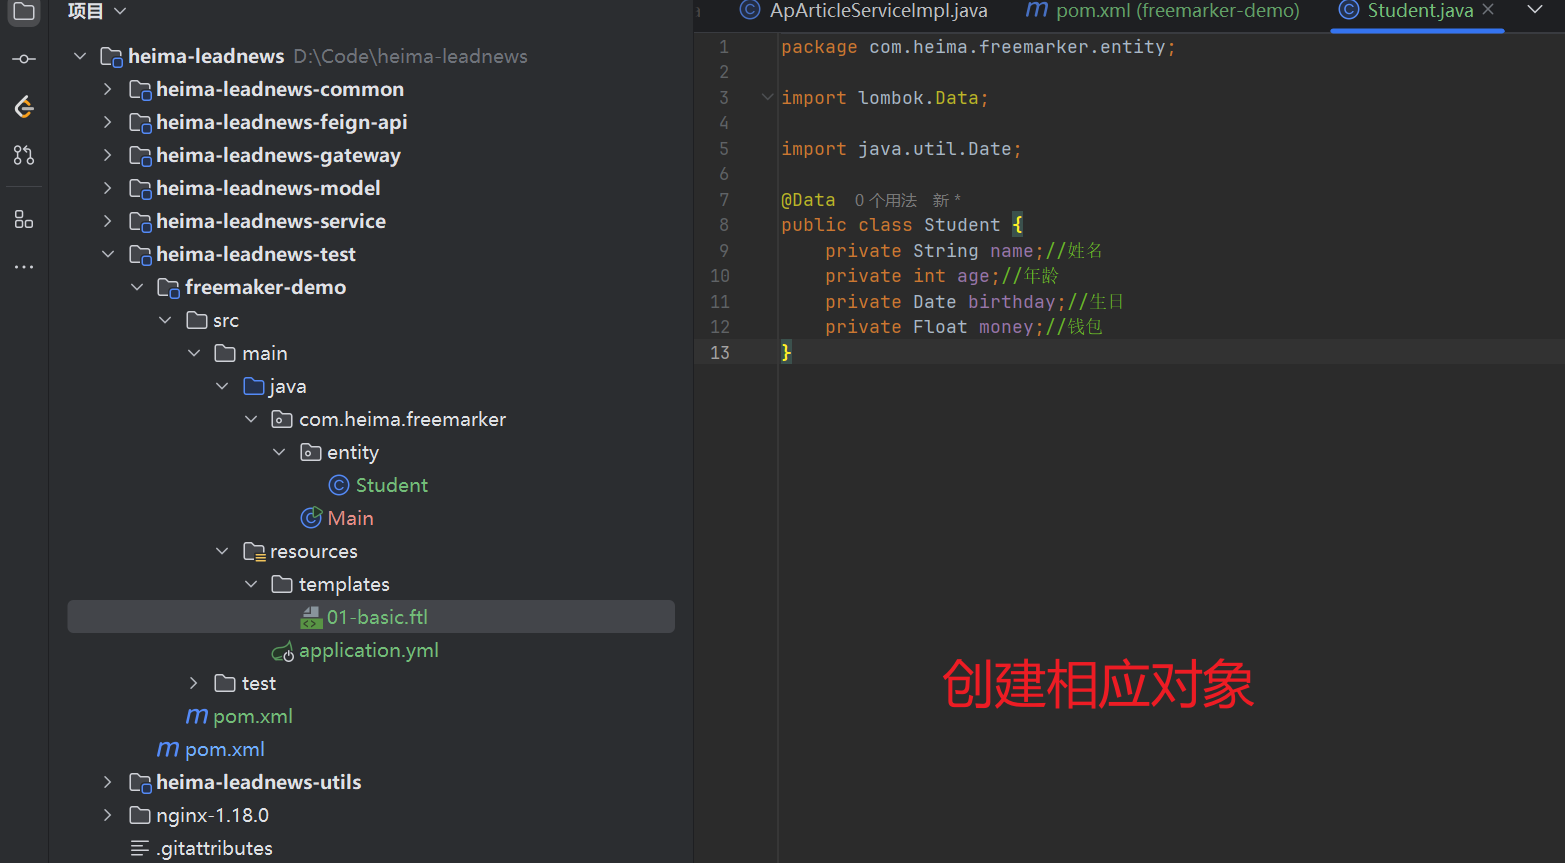 项目
heima-leadnews D:\Code\heima-leadnews
heima-leadnews-common
heima-leadnews-feign-api
heima-leadnews-gateway
heima-leadnews-model
heima-leadnews-service
heima-leadnews-test
freemaker-demo
src
main
java
com.heima.freemarker
entity
Student
Main
resources
templates
01-basic.ftl
application.yml
test
pom.xml
pom.xml
heima-leadnews-utils
nginx-1.18.0
.gitattributes
ApArticleServiceImpl.java pom.xml (freemarker-demo) Student.java
1 package com.heima.freemarker.entity;
2
3 import lombok.Data;
4
5 import java.util.Date;
6
7 @Data 0 个用法 新 *
8 public class Student {
9 private String name;//姓名
10 private int age;//年龄
11 private Date birthday;//生日
12 private Float money;//钱包
13 }
创建相应对象